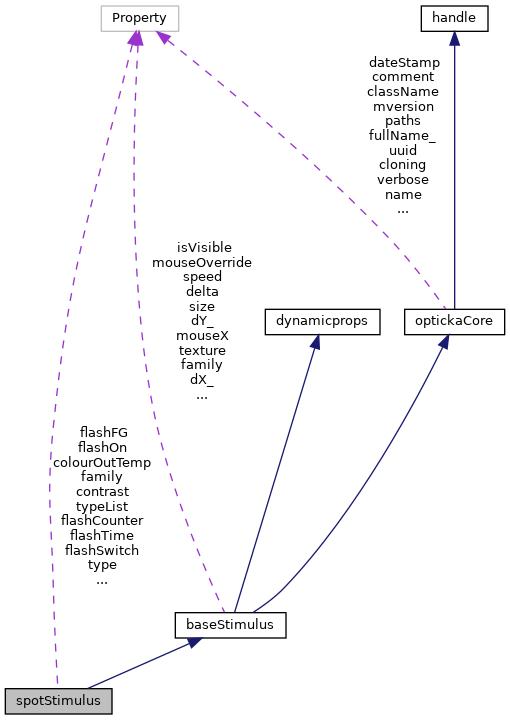 Property
handle
dateStamp
comment
className
mversion
paths
fullName_
uuid
cloning
verbose
name
...
isVisible
mouseOverride
speed
delta
size
dY_
mouseX
texture
family
dX_
...
dynamicprops
optickaCore
flashFG
flashOn
colourOutTemp
family
contrast
typeList
flashCounter
flashTime
flashSwitch
type
...
baseStimulus
spotStimulus